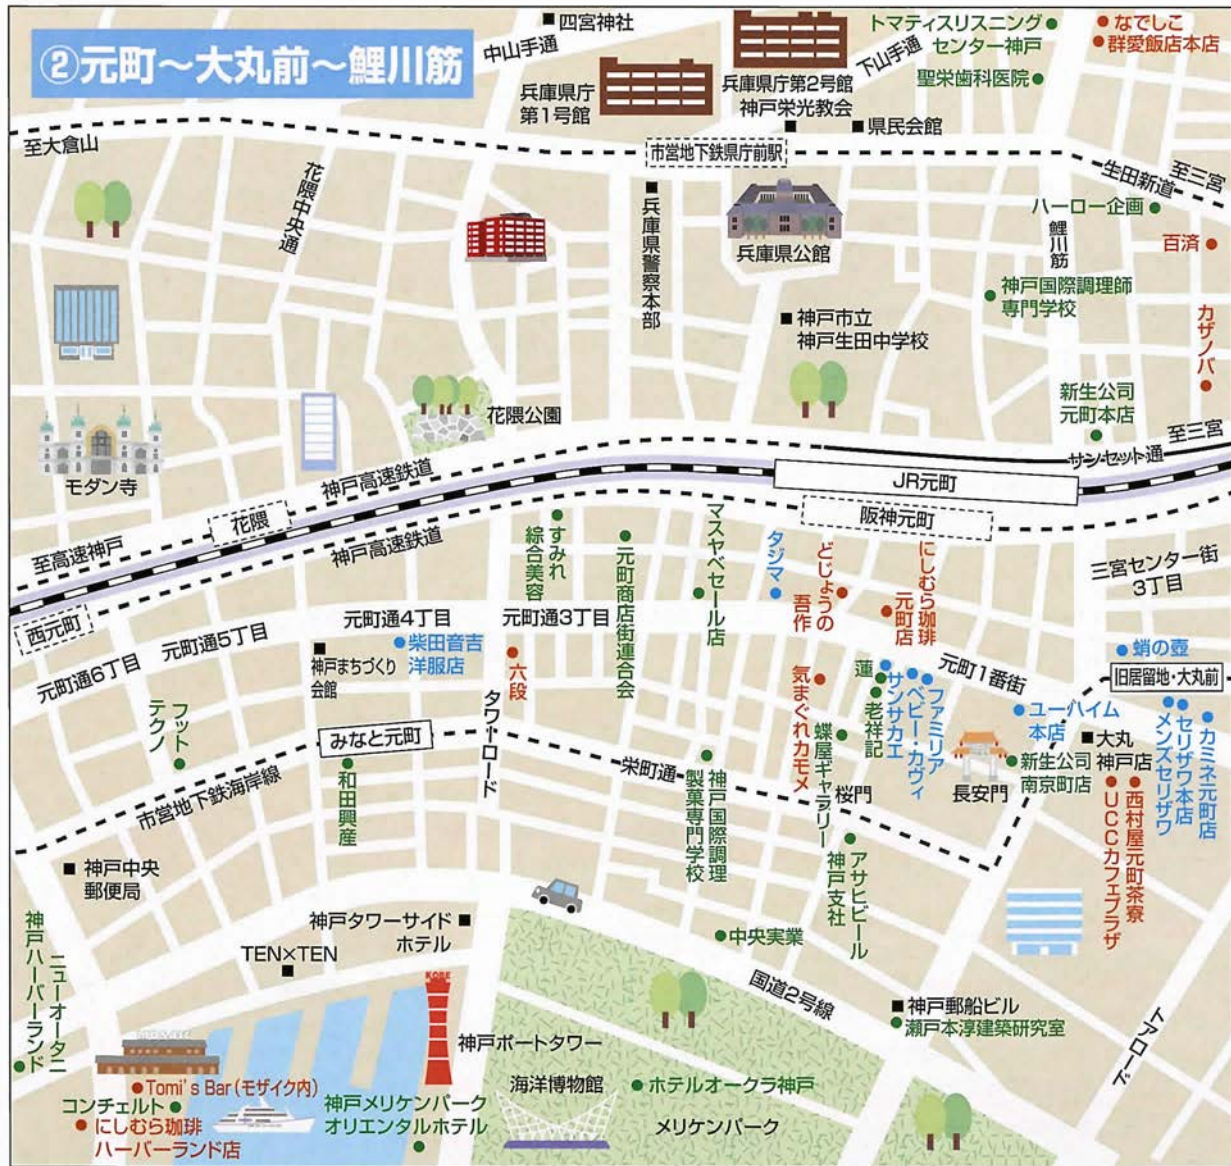 ②元町～大丸前～鯉川筋
四宮神社
中山手通
兵庫県庁
第1号館
兵庫県庁第2号館
神戸栄光教会
下山手通
県民会館
トマティスリスニング
センター神戸
聖栄歯科医院
なでしこ
群愛飯店本店
至大倉山
市営地下鉄県庁前駅
生田新道
至三宮
花隈中央通
兵庫県警察本部
兵庫県公館
ハーロー企画
鯉川筋
百済
神戸国際調理師
専門学校
神戸市立
神戸生田中学校
カザノバ
新生公司
元町本店
花隈公園
モダン寺
至三宮
サンセット通
JR元町
阪神元町
神戸高速鉄道
花隈
至高速神戸
神戸高速鉄道
西元町
すみれ
綜合美容
元町商店街連合会
マスヤベセール店
タジマ
どじょうの
吾作
にしむら珈琲
元町店
三宮センター街
3丁目
元町通6丁目
元町通5丁目
元町通4丁目
元町通3丁目
神戸まちづくり
会館
柴田音吉
洋服店
六段
気まぐれカモメ
蓮
老祥記
サンサカエ
ベビー・カヴィ
ファミリア
元町1番街
蛸の壺
旧居留地・大丸前
ユーハイム
本店
大丸
神戸店
メンズセリザワ
セリザワ本店
カミネ元町店
フット
テクノ
みなと元町
タワーロード
栄町通
蝶屋ギャラリー
桜門
長安門
新生公司
南京町店
市営地下鉄海岸線
和田興産
神戸国際調理
製菓専門学校
アサヒビール
神戸支社
UCCカフェプラザ
西村屋元町茶寮
神戸中央
郵便局
神戸タワーサイド
ホテル
TEN×TEN
中央実業
国道2号線
神戸郵船ビル
瀬戸本淳建築研究室
トアロード
ニューオータニ
神戸ハーバーランド
KOBE
神戸ポートタワー
MOSAIC
Tomi's Bar(モザイク内)
コンチェルト
にしむら珈琲
ハーバーランド店
神戸メリケンパーク
オリエンタルホテル
海洋博物館
ホテルオークラ神戸
メリケンパーク